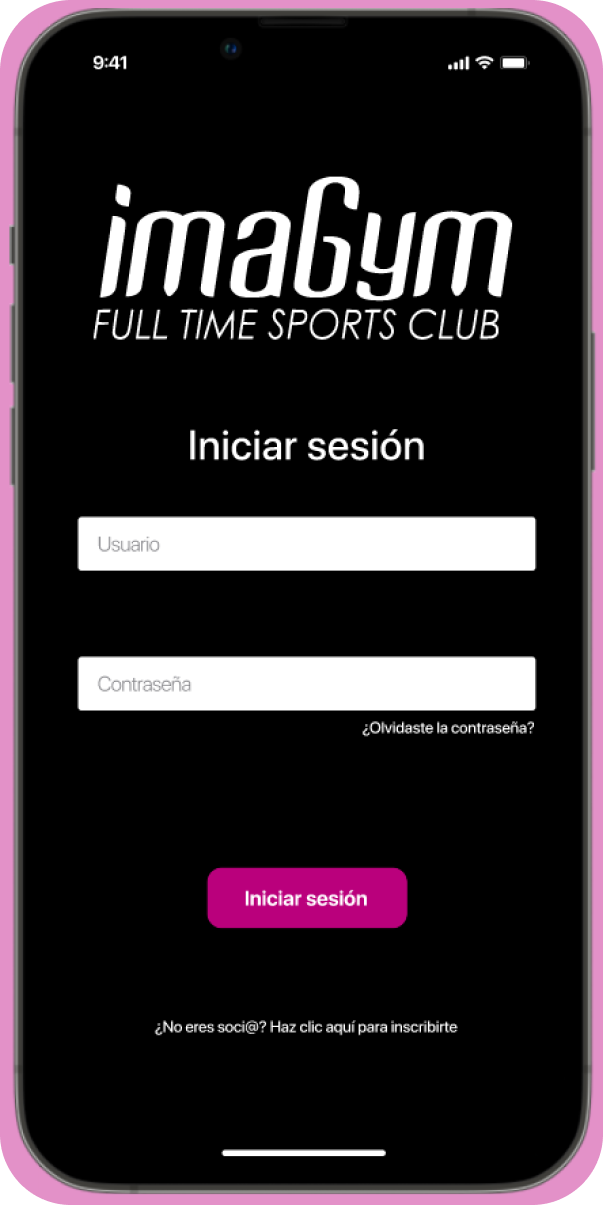 9:41
imaGym
FULL TIME SPORTS CLUB
Iniciar sesión
Usuario
Contraseña
¿Olvidaste la contraseña?
Iniciar sesión
¿No eres soci@? Haz clic aquí para inscribirte